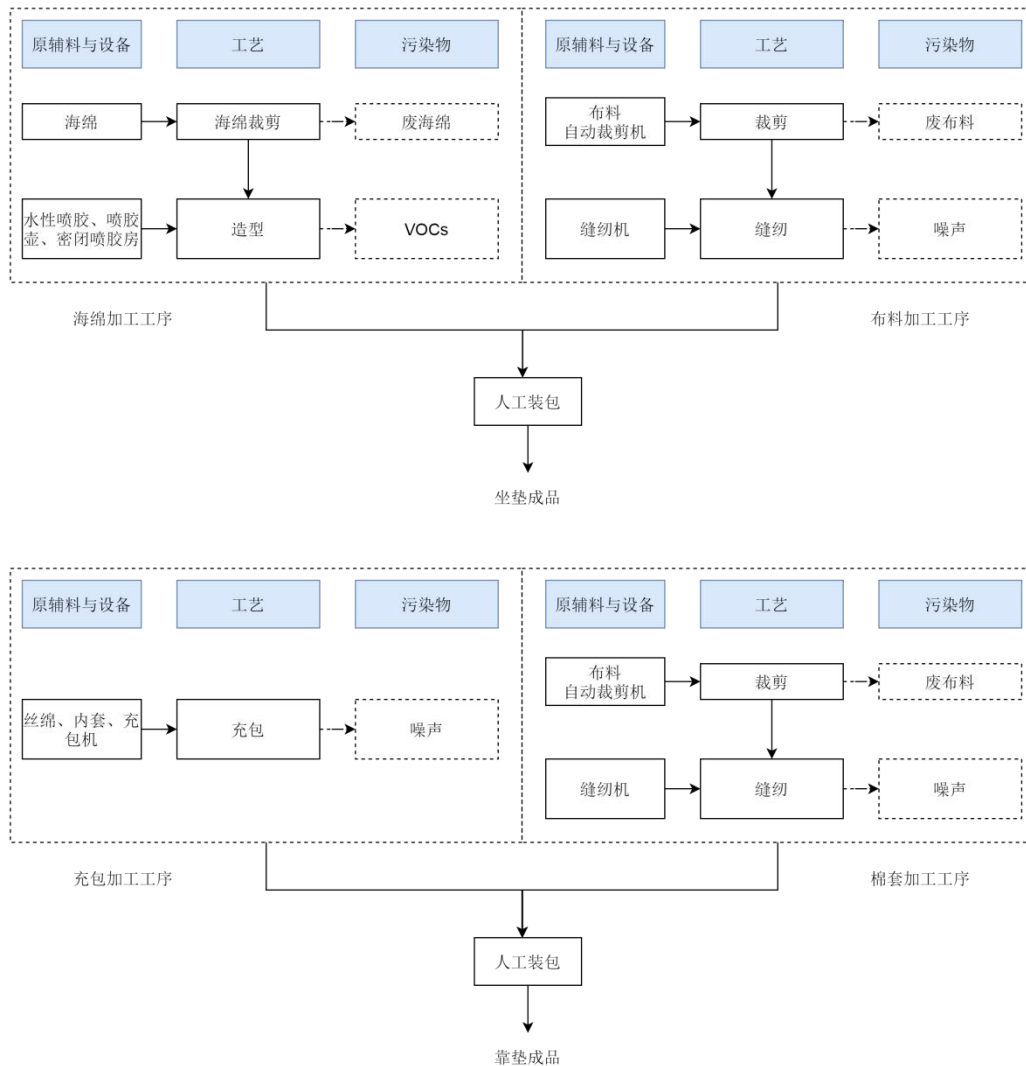 原辅料与设备
工艺
污染物
原辅料与设备
工艺
污染物
海绵
海绵裁剪
废海绵
布料
自动裁剪机
裁剪
废布料
水性喷胶、喷胶
壶、密闭喷胶房
造型
VOCs
缝纫机
缝纫
噪声
海绵加工工序
布料加工工序
人工装包
坐垫成品
原辅料与设备
工艺
污染物
原辅料与设备
工艺
污染物
布料
自动裁剪机
裁剪
废布料
丝绵、内套、充
包机
充包
噪声
缝纫机
缝纫
噪声
充包加工工序
棉套加工工序
人工装包
靠垫成品